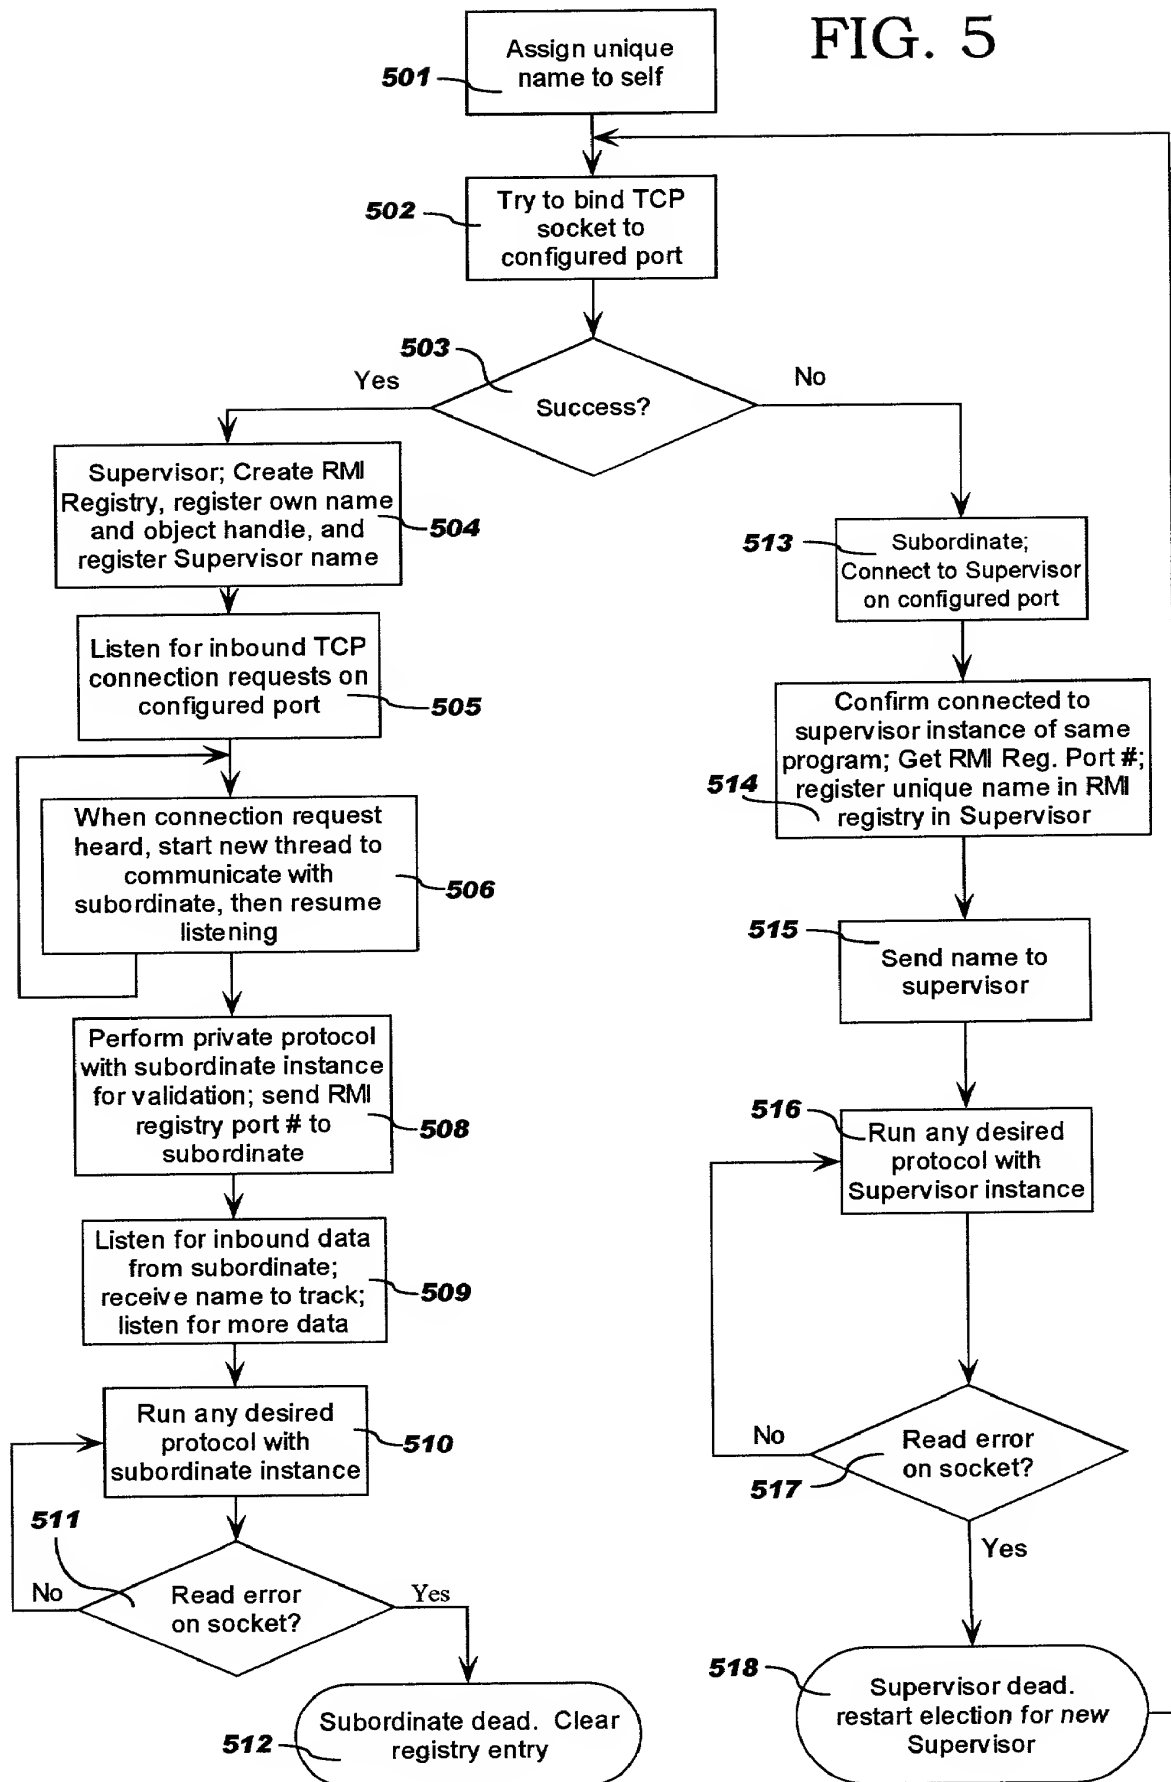 FIG. 5
Assign unique
name to self
501
Try to bind TCP
socket to
configured port
502
503
Success?
Yes
No
Supervisor; Create RMI
Registry, register own name
and object handle, and
register Supervisor name
504
Listen for inbound TCP
connection requests on
configured port
505
When connection request
heard, start new thread to
communicate with
subordinate, then resume
listening
506
Perform private protocol
with subordinate instance
for validation; send RMI
registry port # to
subordinate
508
Listen for inbound data
from subordinate;
receive name to track;
listen for more data
509
Run any desired
protocol with
subordinate instance
510
511
Read error
on socket?
No
Yes
Subordinate dead. Clear
registry entry
512
513
Subordinate;
Connect to Supervisor
on configured port
Confirm connected to
supervisor instance of same
program; Get RMI Reg. Port #;
register unique name in RMI
registry in Supervisor
514
515
Send name to
supervisor
516
Run any desired
protocol with
Supervisor instance
No
Read error
on socket?
517
Yes
518
Supervisor dead.
restart election for new
Supervisor